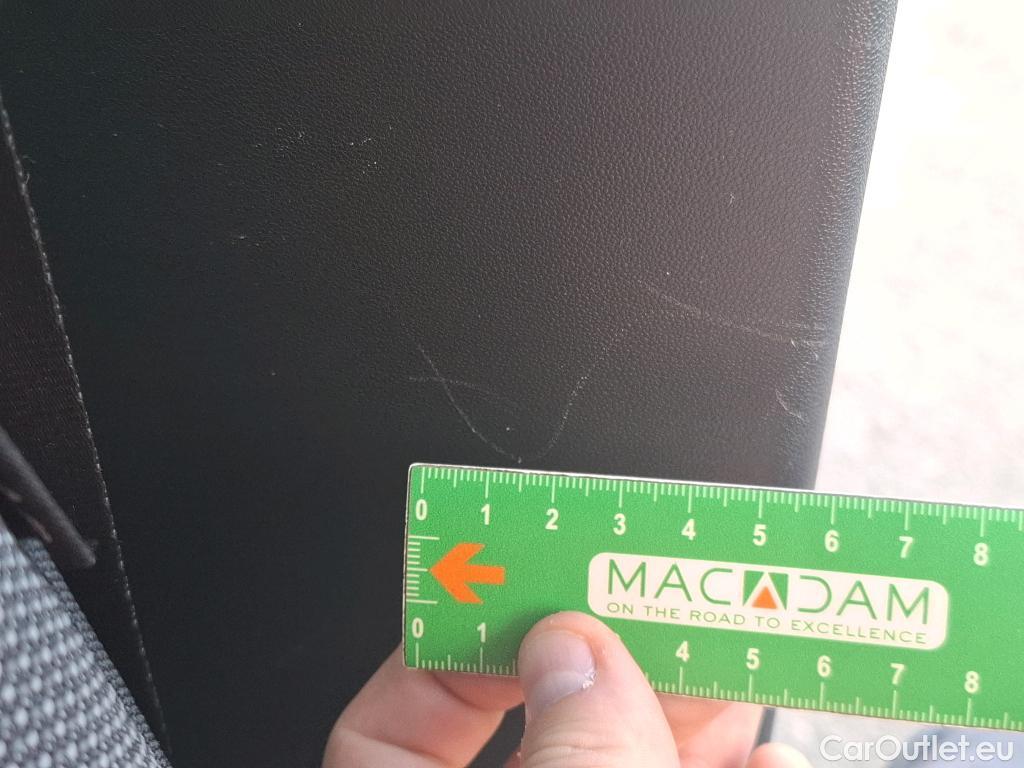 0 1 2 3 4 5 6 7 8
MACADAM
ON THE ROAD TO EXCELLENCE
0 1 4 5 6 7 8
CarOutlet.eu